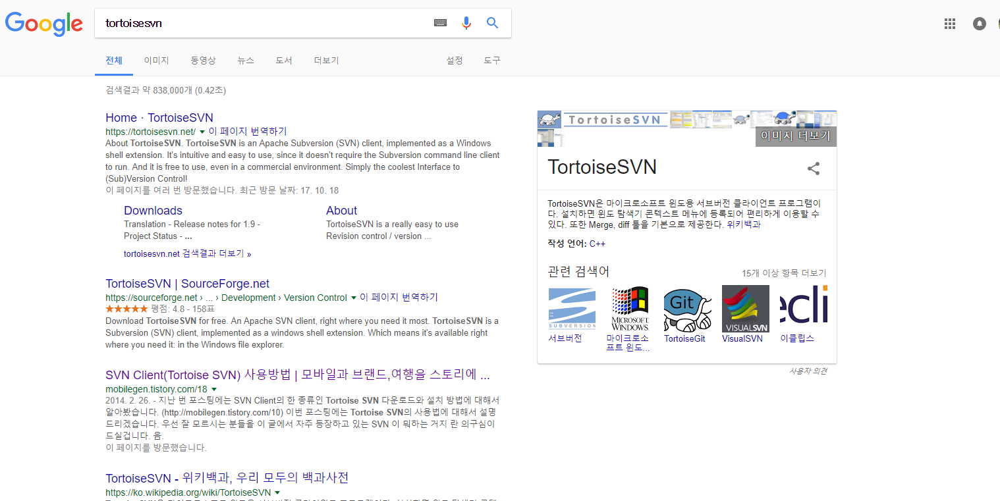 Google
tortoisesvn
전체 이미지 동영상 뉴스 도서 더보기 설정 도구
검색결과 약 838,000개 (0.42초)
Home · TortoiseSVN
https://tortoisesvn.net/ ▼ 이 페이지 번역하기
About TortoiseSVN. TortoiseSVN is an Apache Subversion (SVN) client, implemented as a Windows
shell extension. It's intuitive and easy to use, since it doesn't require the Subversion command line client
to run. And it is free to use, even in a commercial environment. Simply the coolest Interface to
(Sub)Version Control!
이 페이지를 여러 번 방문했습니다. 최근 방문 날짜: 17. 10. 18
Downloads
Translation - Release notes for 1.9 -
Project Status - ...
About
TortoiseSVN is a really easy to use
Revision control / version ...
tortoisesvn.net 검색결과 더보기 »
TortoiseSVN | SourceForge.net
https://sourceforge.net › ... › Development › Version Control ▼ 이 페이지 번역하기
★★★★★ 평점: 4.8 - 158표
Download TortoiseSVN for free. An Apache SVN client, right where you need it most. TortoiseSVN is a
Subversion (SVN) client, implemented as a windows shell extension. Which means it's available right
where you need it: in the Windows file explorer.
SVN Client(Tortoise SVN) 사용방법 | 모바일과 브랜드,여행을 스토리에 ...
mobilegen.tistory.com/18 ▼
2014. 2. 26. - 지난 번 포스팅에는 SVN Client의 한 종류인 Tortoise SVN 다운로드와 설치 방법에 대해서
알아봤습니다. (http://mobilegen.tistory.com/10) 이번 포스팅에는 Tortoise SVN의 사용법에 대해서 설명
드리겠습니다. 우선 잘 모르시는 분들을 이 글에서 자주 등장하고 있는 SVN 이 뭐하는 거지 란 의구심이
드실겁니다. 음.
이 페이지를 방문했습니다.
TortoiseSVN - 위키백과, 우리 모두의 백과사전
https://ko.wikipedia.org/wiki/TortoiseSVN ▼
TortoiseSVN
이미지 더보기
TortoiseSVN
TortoiseSVN은 마이크로소프트 윈도용 서브버전 클라이언트 프로그램이
다. 설치하면 윈도 탐색기 콘텍스트 메뉴에 등록되어 편리하게 이용할 수
있다. 또한 Merge, diff 툴을 기본으로 제공한다. 위키백과
작성 언어: C++
관련 검색어 15개 이상 항목 더보기
SUBVERSION
MICROSOFT
WINDOWS
Git
VISUALSVN
ecli
서브버전
마이크로소
프트 윈도...
TortoiseGit
VisualSVN
이클립스
사용자 의견